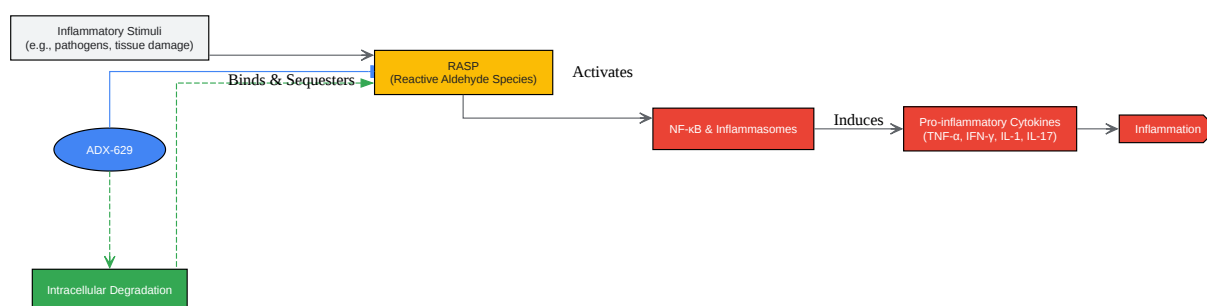 Inflammatory Stimuli
(e.g., pathogens, tissue damage)
RASP
(Reactive Aldehyde Species)
Activates
Binds & Sequesters
NF-κB & Inflammasomes
Induces
Pro-inflammatory Cytokines
(TNF-α, IFN-γ, IL-1, IL-17)
Inflammation
ADX-629
Intracellular Degradation